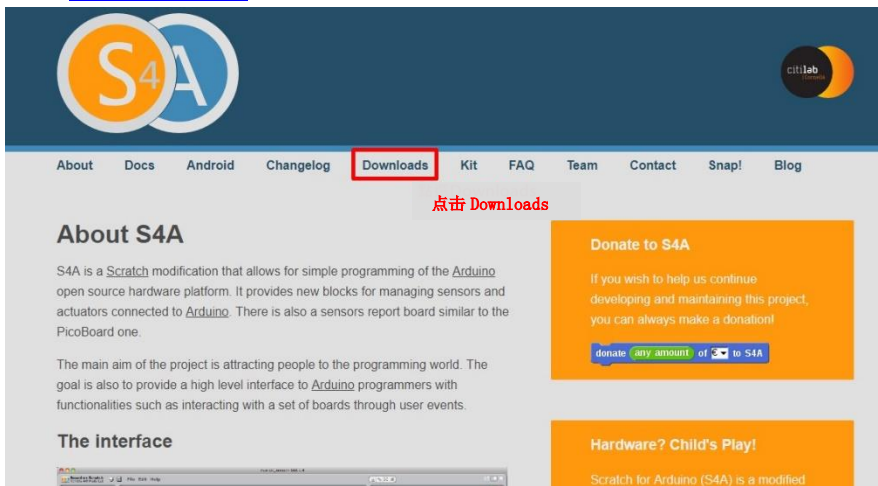 S4A
citilab
About Docs Android Changelog Downloads Kit FAQ Team Contact Snap! Blog
点击 Downloads
About S4A
S4A is a Scratch modification that allows for simple programming of the Arduino
open source hardware platform. It provides new blocks for managing sensors and
actuators connected to Arduino. There is also a sensors report board similar to the
PicoBoard one.
The main aim of the project is attracting people to the programming world. The
goal is also to provide a high level interface to Arduino programmers with
functionalities such as interacting with a set of boards through user events.
The interface
File Edit Help
Donate to S4A
If you wish to help us continue
developing and maintaining this project,
you can always make a donation!
donate any amount of € to S4A
Hardware? Child's Play!
Scratch for Arduino (S4A) is a modified